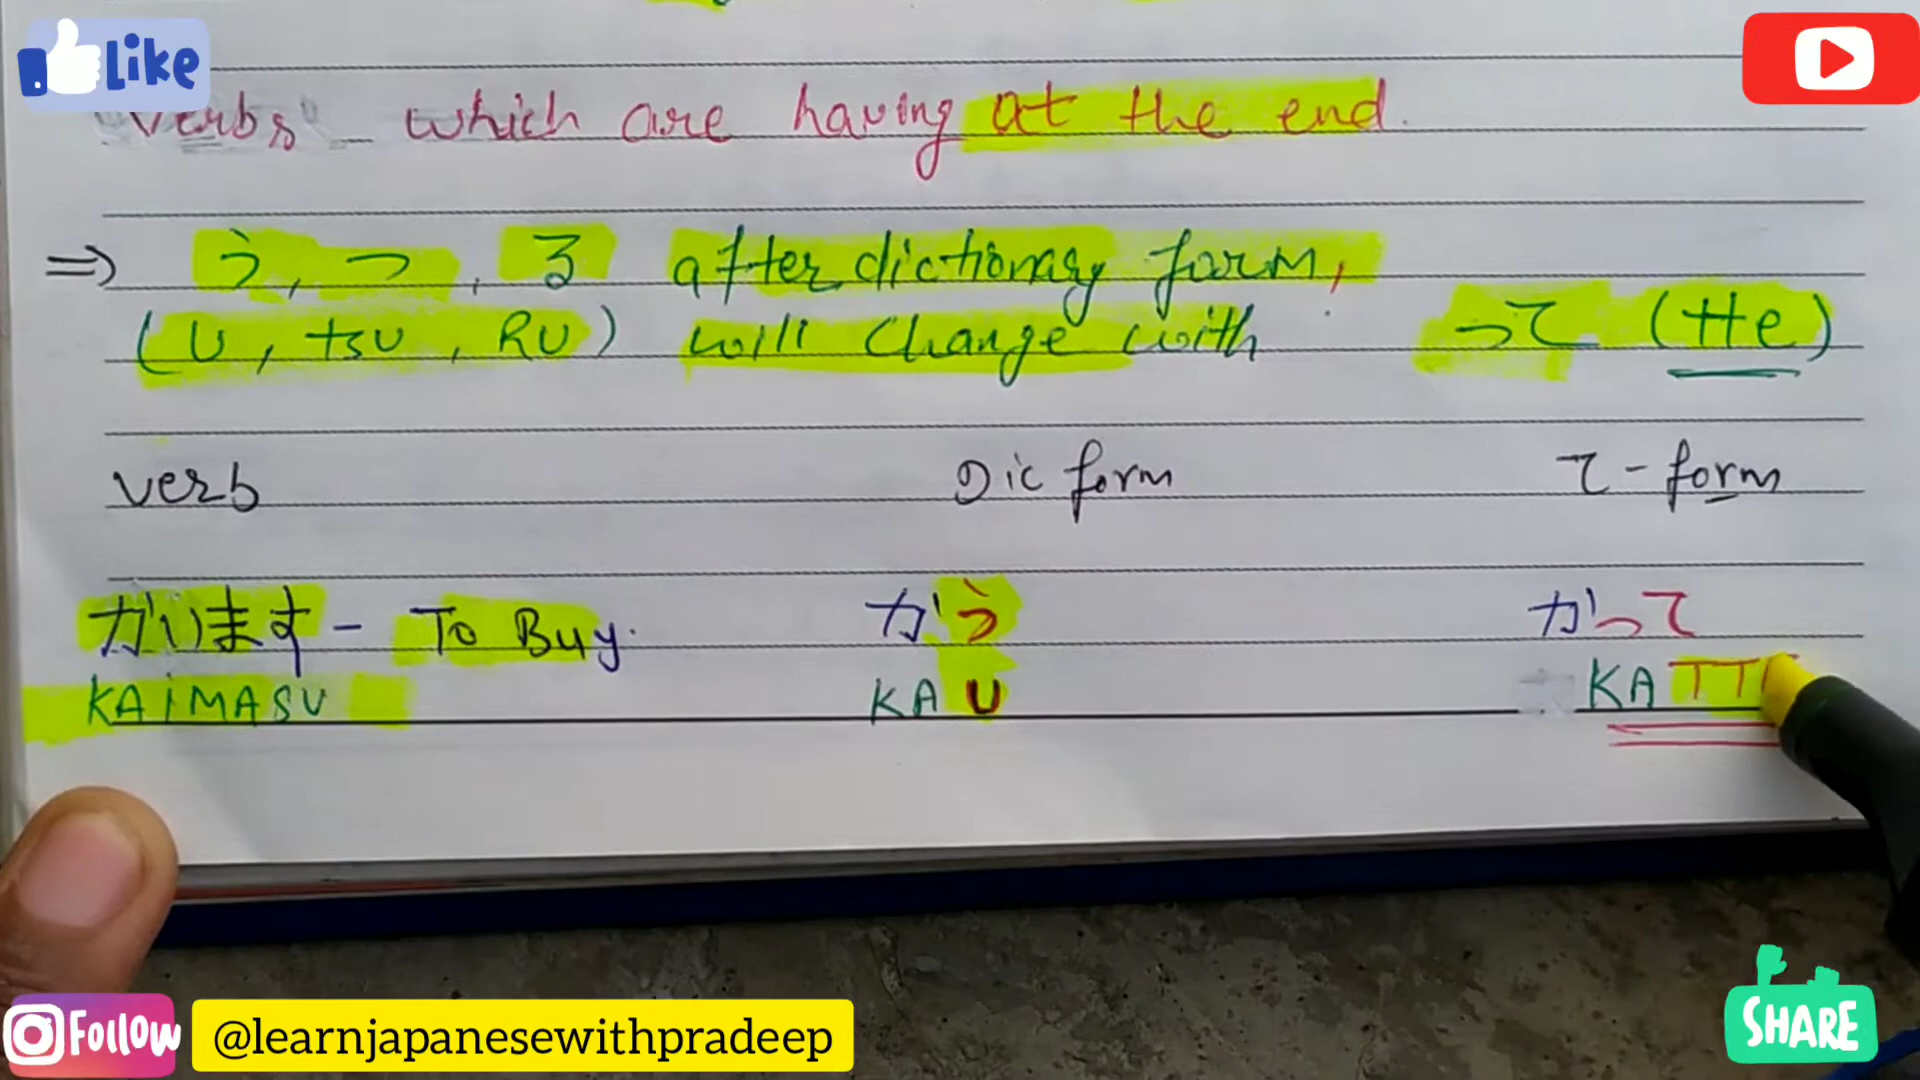 Like
"Verbs" which are having at the end.
⇒ う, つ, る after dictionary form,
(U, tsu, RU) will change with って (tte)
verb Dic form て-form
かいます - To Buy. かう かって
KAiMASU KAU KATT
Follow @learnjapanesewithpradeep
SHARE